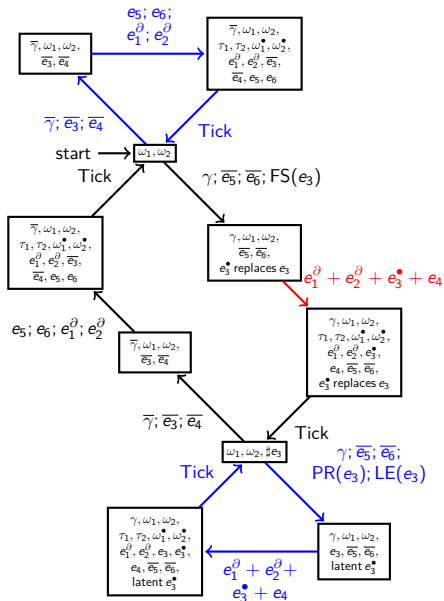 e₅; e₆;
e₁^∂; e₂^∂
γ̅, ω₁, ω₂,
e̅₃̅, e̅₄̅
γ̅, ω₁, ω₂,
τ₁, τ₂, ω₁^•, ω₂^•,
e₁^∂, e₂^∂, e̅₃̅,
e̅₄̅, e₅, e₆
γ̅; e̅₃̅; e̅₄̅
Tick
start
ω₁, ω₂
Tick
γ; e̅₅̅; e̅₆̅; FS(e₃)
γ̅, ω₁, ω₂,
τ₁, τ₂, ω₁^•, ω₂^•,
e₁^∂, e₂^∂, e̅₃̅,
e̅₄̅, e₅, e₆
γ, ω₁, ω₂,
e̅₅̅, e̅₆̅,
e₃^• replaces e₃
e₁^∂ + e₂^∂ + e₃^• + e₄
e₅; e₆; e₁^∂; e₂^∂
γ̅, ω₁, ω₂,
e̅₃̅, e̅₄̅
γ, ω₁, ω₂,
τ₁, τ₂, ω₁^•, ω₂^•,
e₁^∂, e₂^∂, e₃^•,
e₄, e̅₅̅, e̅₆̅,
e₃^• replaces e₃
γ̅; e̅₃̅; e̅₄̅
Tick
ω₁, ω₂, ♯e₃
Tick
γ; e̅₅̅; e̅₆̅;
PR(e₃); LE(e₃)
γ, ω₁, ω₂,
τ₁, τ₂, ω₁^•, ω₂^•,
e₁^∂, e₂^∂, e₃, e₃^•,
e₄, e̅₅̅, e̅₆̅,
latent e₃^•
γ, ω₁, ω₂,
e₃, e̅₅̅, e̅₆̅,
latent e₃^•
e₁^∂ + e₂^∂+
e₃^• + e₄